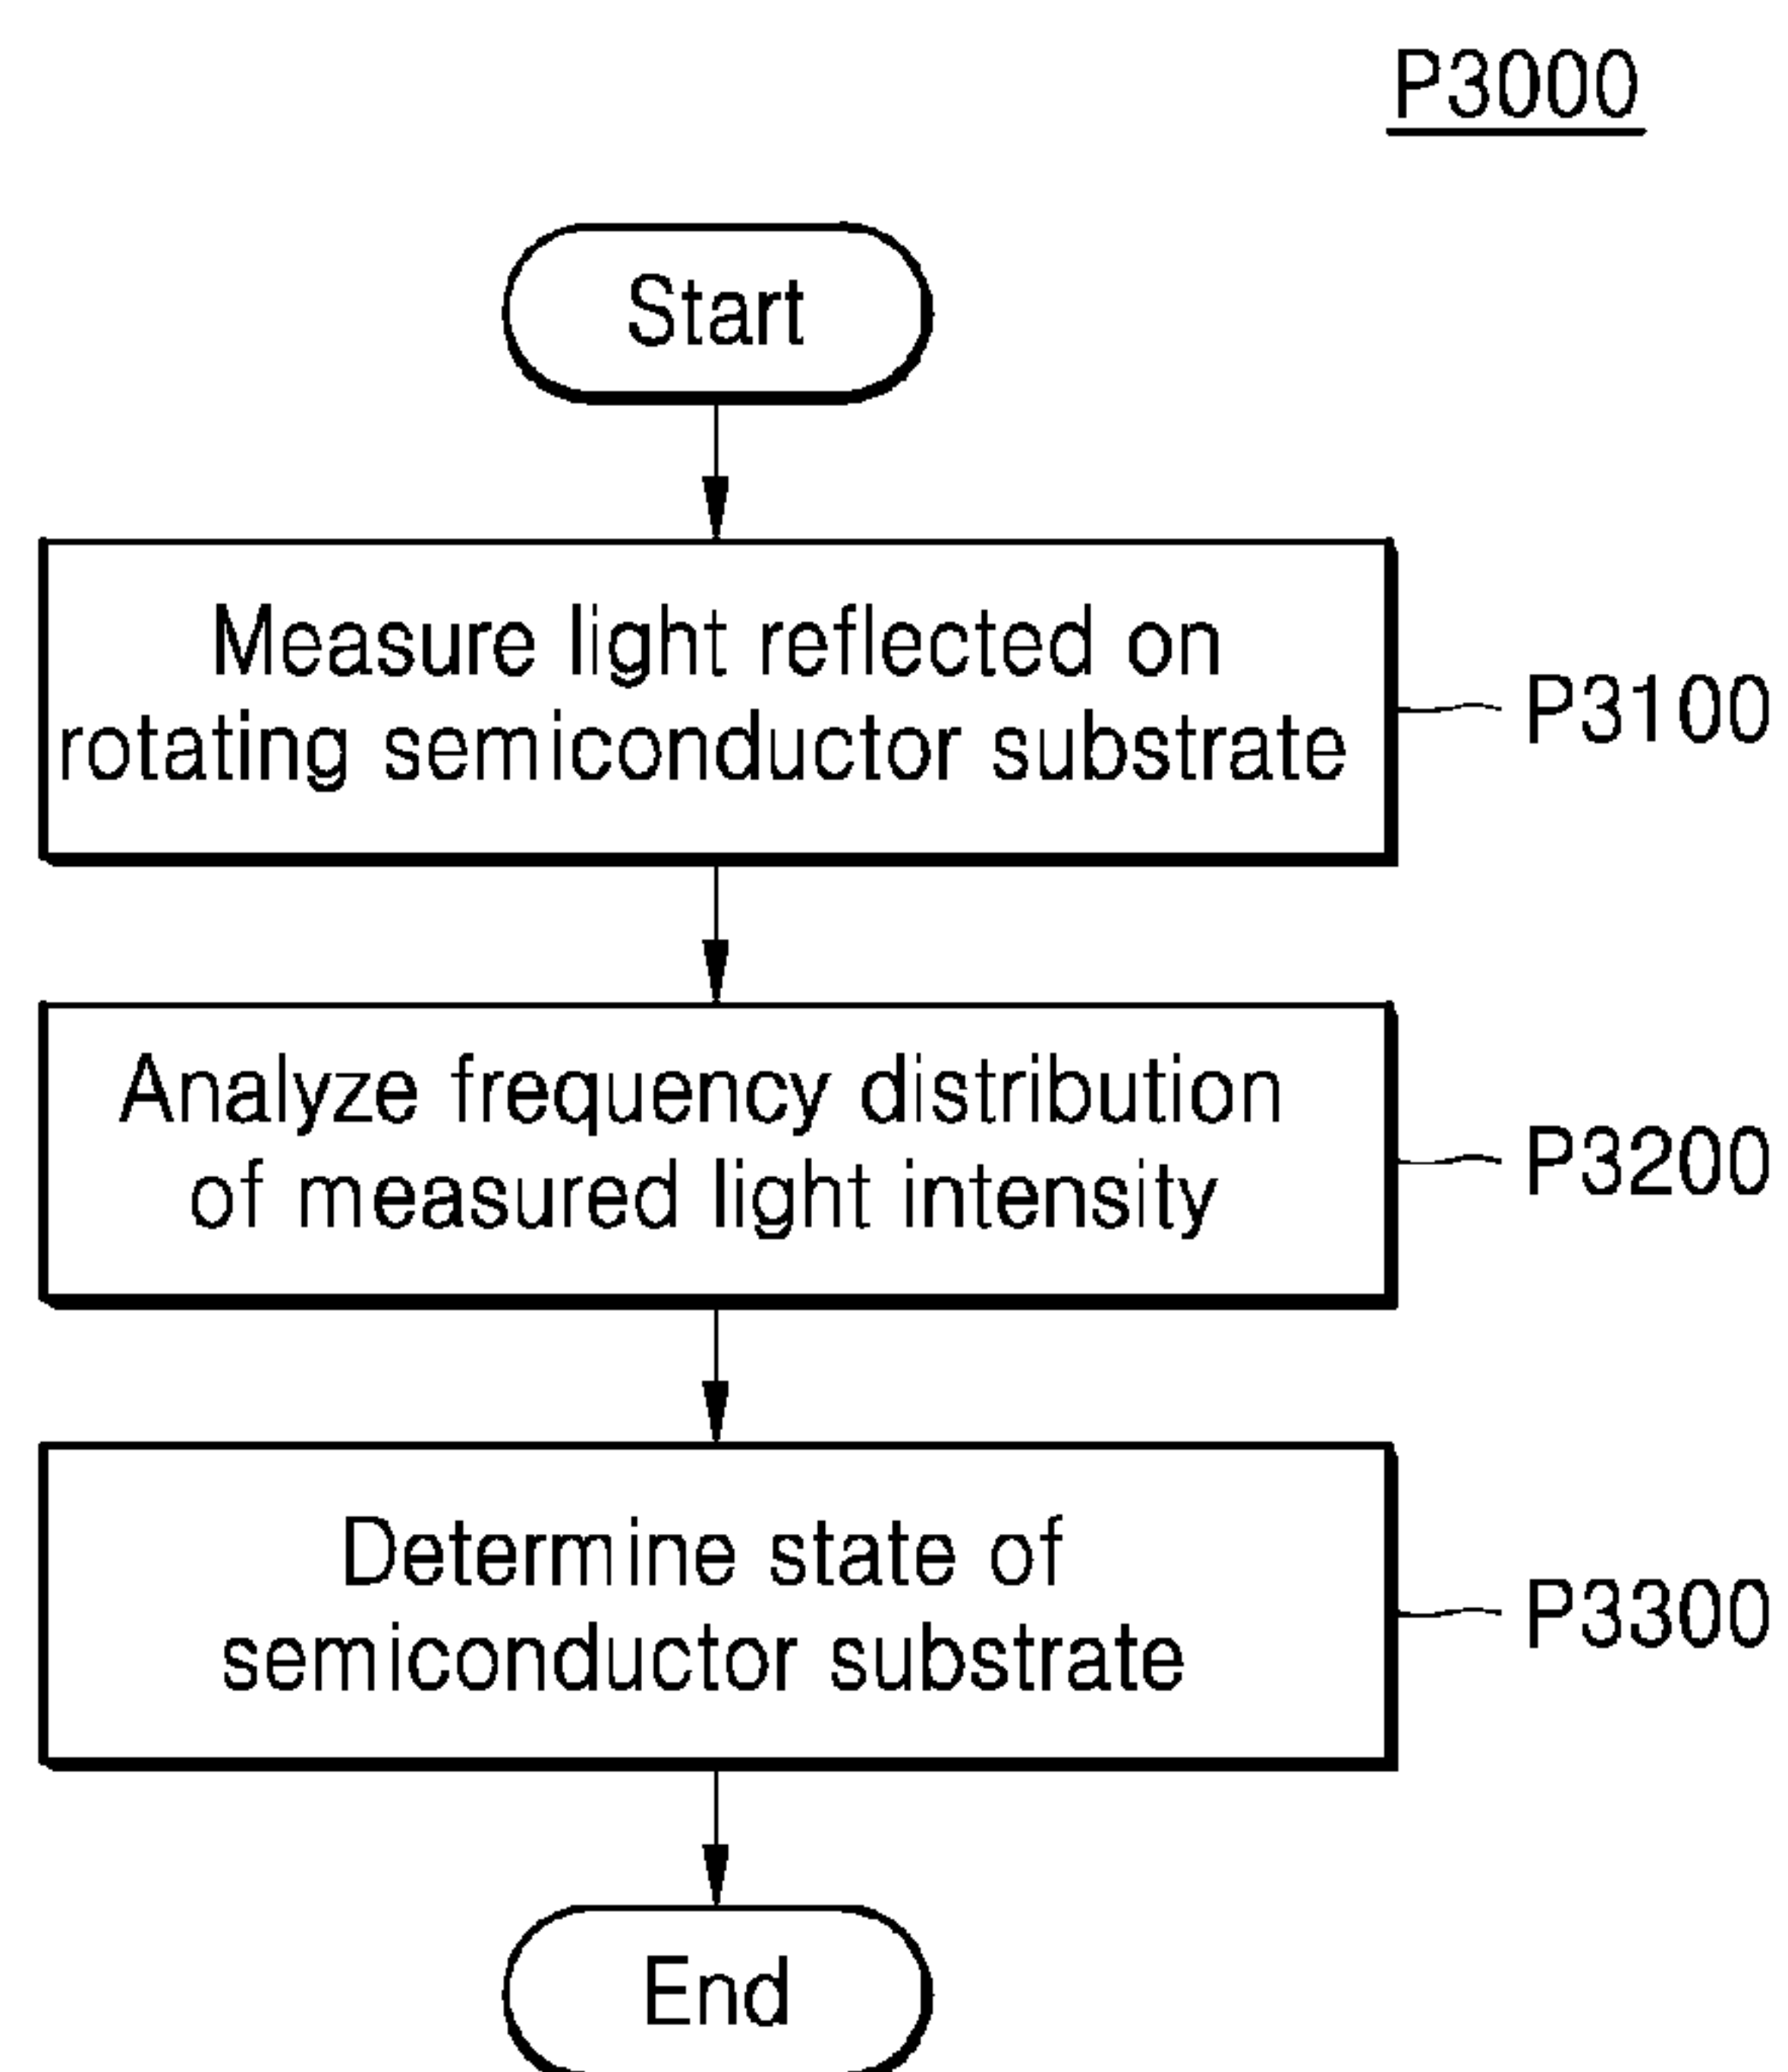 P3000
Start
Measure light reflected on
rotating semiconductor substrate
P3100
Analyze frequency distribution
of measured light intensity
P3200
Determine state of
semiconductor substrate
P3300
End